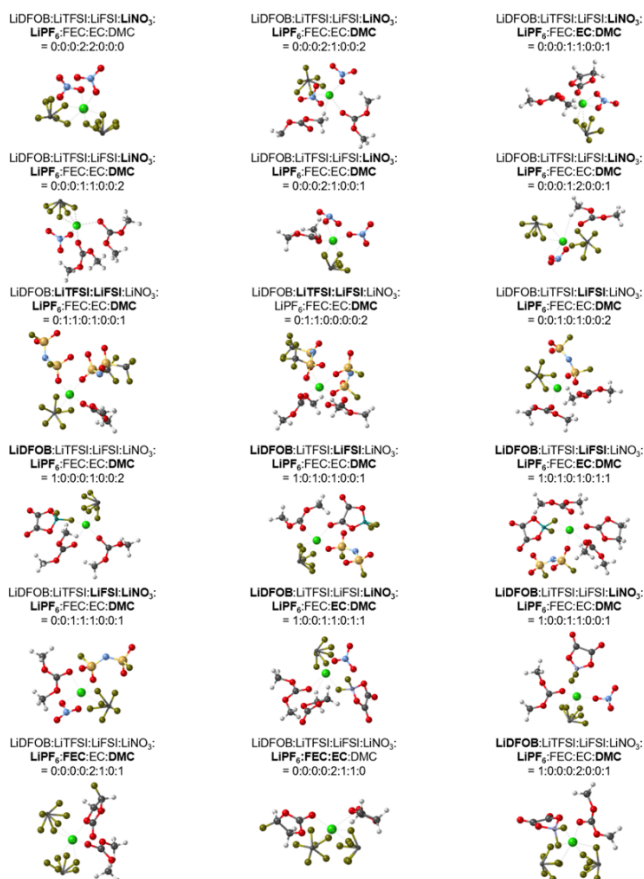 LiDFOB:LiTFSI:LiFSI:LiNO₃:
LiPF₆:FEC:EC:DMC
= 0:0:0:2:2:0:0:0
LiDFOB:LiTFSI:LiFSI:LiNO₃:
LiPF₆:FEC:EC:DMC
= 0:0:0:2:1:0:0:2
LiDFOB:LiTFSI:LiFSI:LiNO₃:
LiPF₆:FEC:EC:DMC
= 0:0:0:1:1:0:0:1
LiDFOB:LiTFSI:LiFSI:LiNO₃:
LiPF₆:FEC:EC:DMC
= 0:0:0:1:1:0:0:2
LiDFOB:LiTFSI:LiFSI:LiNO₃:
LiPF₆:FEC:EC:DMC
= 0:0:0:2:1:0:0:1
LiDFOB:LiTFSI:LiFSI:LiNO₃:
LiPF₆:FEC:EC:DMC
= 0:0:0:1:2:0:0:1
LiDFOB:LiTFSI:LiFSI:LiNO₃:
LiPF₆:FEC:EC:DMC
= 0:1:1:0:1:0:0:1
LiDFOB:LiTFSI:LiFSI:LiNO₃:
LiPF₆:FEC:EC:DMC
= 0:1:1:0:0:0:0:2
LiDFOB:LiTFSI:LiFSI:LiNO₃:
LiPF₆:FEC:EC:DMC
= 0:0:1:0:1:0:0:2
LiDFOB:LiTFSI:LiFSI:LiNO₃:
LiPF₆:FEC:EC:DMC
= 1:0:0:0:1:0:0:2
LiDFOB:LiTFSI:LiFSI:LiNO₃:
LiPF₆:FEC:EC:DMC
= 1:0:1:0:1:0:0:1
LiDFOB:LiTFSI:LiFSI:LiNO₃:
LiPF₆:FEC:EC:DMC
= 1:0:1:0:1:0:1:1
LiDFOB:LiTFSI:LiFSI:LiNO₃:
LiPF₆:FEC:EC:DMC
= 0:0:1:1:1:0:0:1
LiDFOB:LiTFSI:LiFSI:LiNO₃:
LiPF₆:FEC:EC:DMC
= 1:0:0:1:1:0:1:1
LiDFOB:LiTFSI:LiFSI:LiNO₃:
LiPF₆:FEC:EC:DMC
= 1:0:0:1:1:0:0:1
LiDFOB:LiTFSI:LiFSI:LiNO₃:
LiPF₆:FEC:EC:DMC
= 0:0:0:0:2:1:0:1
LiDFOB:LiTFSI:LiFSI:LiNO₃:
LiPF₆:FEC:EC:DMC
= 0:0:0:0:2:1:1:0
LiDFOB:LiTFSI:LiFSI:LiNO₃:
LiPF₆:FEC:EC:DMC
= 1:0:0:0:2:0:0:1